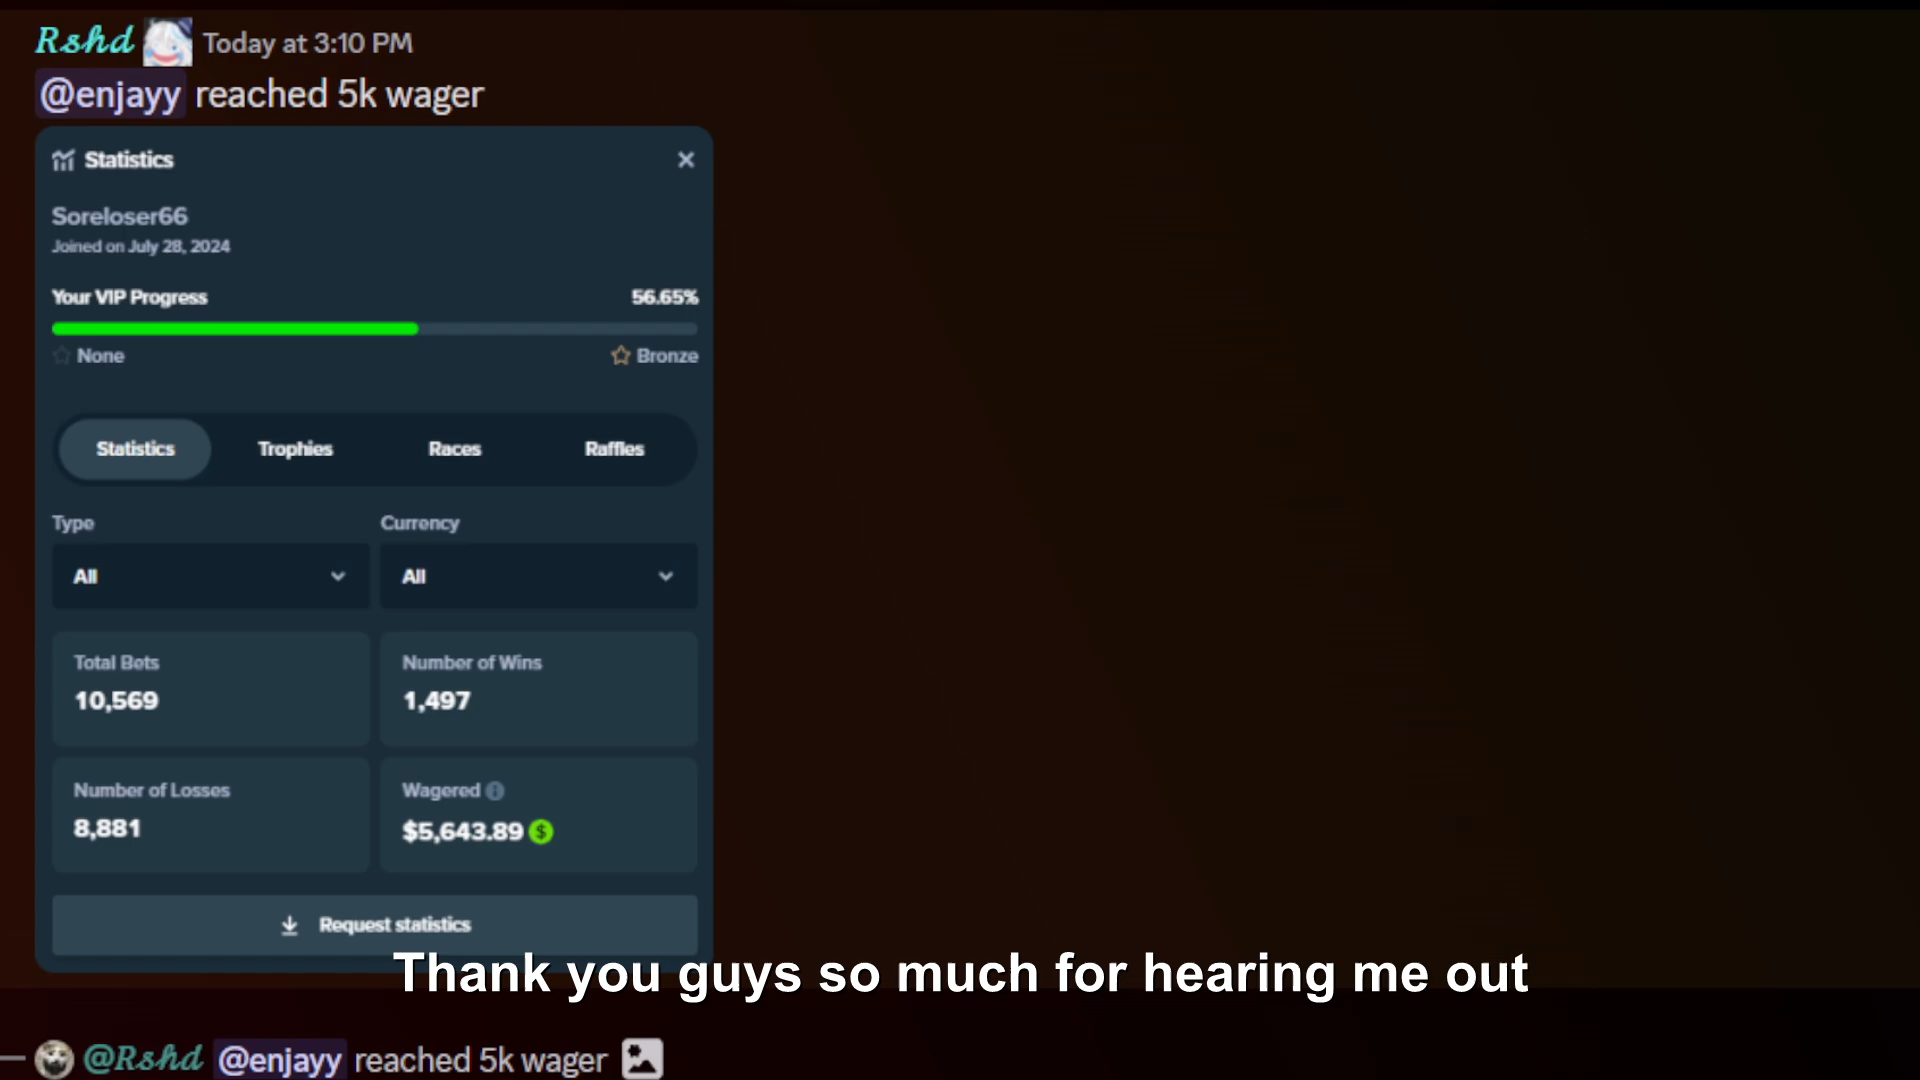 Rshd Today at 3:10 PM
@enjayy reached 5k wager
Statistics
Soreloser66
Joined on July 28, 2024
Your VIP Progress 56.65%
None Bronze
Statistics Trophies Races Raffles
Type Currency
All All
Total Bets Number of Wins
10,569 1,497
Number of Losses Wagered
8,881 $5,643.89
Request statistics
Thank you guys so much for hearing me out
@Rshd @enjayy reached 5k wager